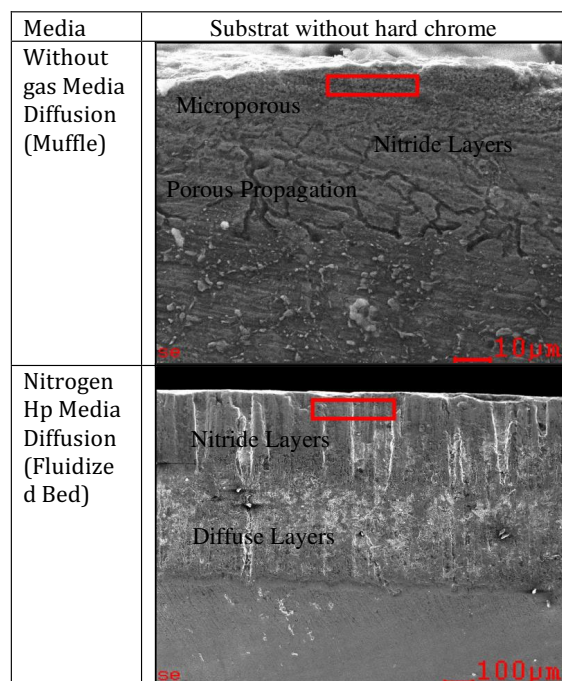 Media
Substrat without hard chrome
Without
gas Media
Diffusion
(Muffle)
Microporous
Nitride Layers
Porous Propagation
se
10µm
Nitrogen
Hp Media
Diffusion
(Fluidize
d Bed)
Nitride Layers
Diffuse Layers
se
100µm